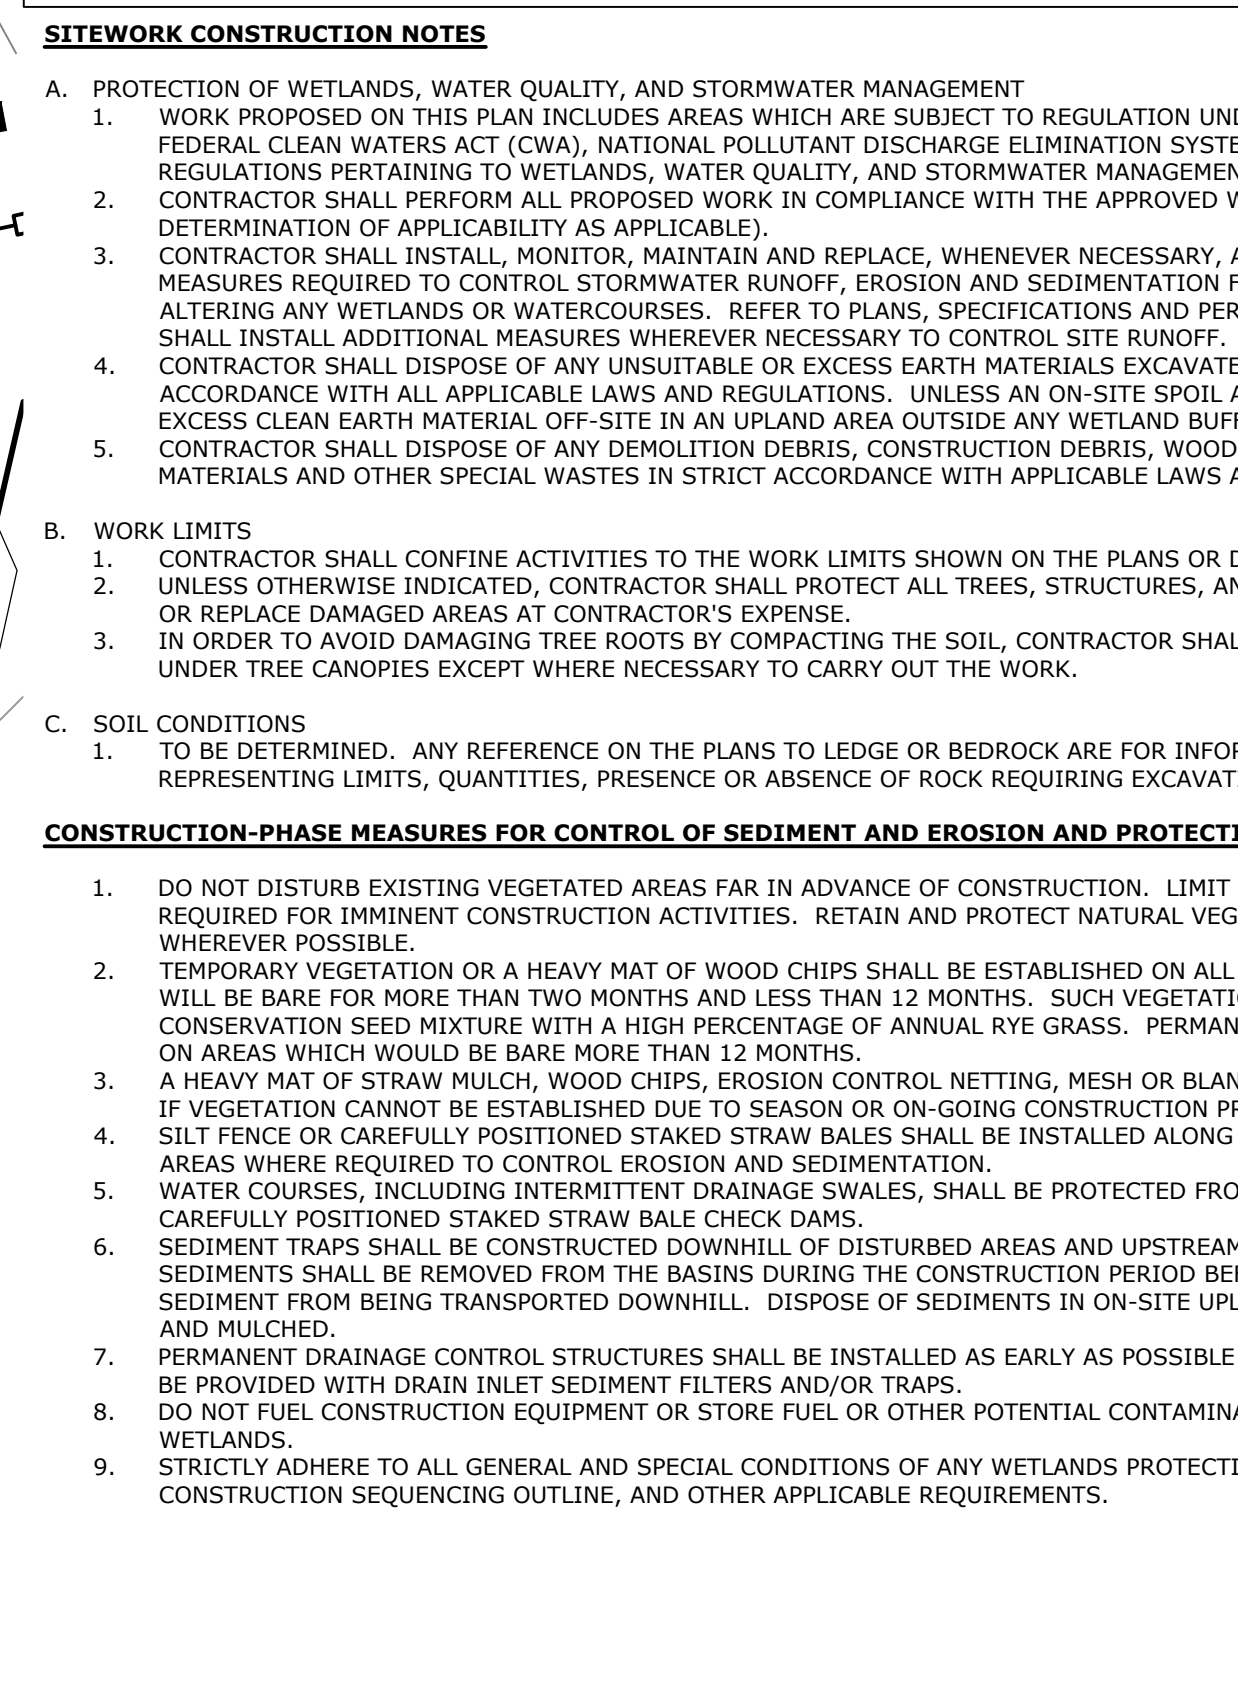 SITEWORK CONSTRUCTION NOTES
A. PROTECTION OF WETLANDS, WATER QUALITY, AND STORMWATER MANAGEMENT
1. WORK PROPOSED ON THIS PLAN INCLUDES AREAS WHICH ARE SUBJECT TO REGULATION
FEDERAL CLEAN WATERS ACT (CWA), NATIONAL POLLUTANT DISCHARGE ELIMINATION
REGULATIONS PERTAINING TO WETLANDS, WATER QUALITY, AND STORMWATER
2. CONTRACTOR SHALL PERFORM ALL PROPOSED WORK IN COMPLIANCE WITH THE APPROVED
DETERMINATION OF APPLICABILITY AS APPLICABLE).
3. CONTRACTOR SHALL INSTALL, MONITOR, MAINTAIN AND REPLACE, WHENEVER NECESSARY,
MEASURES REQUIRED TO CONTROL STORMWATER RUNOFF, EROSION AND SEDIMENTATION
ALTERING ANY WETLANDS OR WATERCOURSES. REFER TO PLANS, SPECIFICATIONS AND
SHALL INSTALL ADDITIONAL MEASURES WHEREVER NECESSARY TO CONTROL SITE RUNOFF.
4. CONTRACTOR SHALL DISPOSE OF ANY UNSUITABLE OR EXCESS EARTH MATERIALS
ACCORDANCE WITH ALL APPLICABLE LAWS AND REGULATIONS. UNLESS AN ON-SITE SPOIL
EXCESS CLEAN EARTH MATERIAL OFF-SITE IN AN UPLAND AREA OUTSIDE ANY WETLAND
5. CONTRACTOR SHALL DISPOSE OF ANY DEMOLITION DEBRIS, CONSTRUCTION DEBRIS, WOOD
MATERIALS AND OTHER SPECIAL WASTES IN STRICT ACCORDANCE WITH APPLICABLE LAWS
B. WORK LIMITS
1. CONTRACTOR SHALL CONFINE ACTIVITIES TO THE WORK LIMITS SHOWN ON THE PLANS OR
2. UNLESS OTHERWISE INDICATED, CONTRACTOR SHALL PROTECT ALL TREES, STRUCTURES,
OR REPLACE DAMAGED AREAS AT CONTRACTOR'S EXPENSE.
3. IN ORDER TO AVOID DAMAGING TREE ROOTS BY COMPACTING THE SOIL, CONTRACTOR
UNDER TREE CANOPIES EXCEPT WHERE NECESSARY TO CARRY OUT THE WORK.
C. SOIL CONDITIONS
1. TO BE DETERMINED. ANY REFERENCE ON THE PLANS TO LEDGE OR BEDROCK ARE FOR
REPRESENTING LIMITS, QUANTITIES, PRESENCE OR ABSENCE OF ROCK REQUIRING
CONSTRUCTION-PHASE MEASURES FOR CONTROL OF SEDIMENT AND EROSION AND
1. DO NOT DISTURB EXISTING VEGETATED AREAS FAR IN ADVANCE OF CONSTRUCTION. LIMIT
REQUIRED FOR IMMINENT CONSTRUCTION ACTIVITIES. RETAIN AND PROTECT NATURAL
WHEREVER POSSIBLE.
2. TEMPORARY VEGETATION OR A HEAVY MAT OF WOOD CHIPS SHALL BE ESTABLISHED ON ALL
WILL BE BARE FOR MORE THAN TWO MONTHS AND LESS THAN 12 MONTHS. SUCH
CONSERVATION SEED MIXTURE WITH A HIGH PERCENTAGE OF ANNUAL RYE GRASS.
ON AREAS WHICH WOULD BE BARE MORE THAN 12 MONTHS.
3. A HEAVY MAT OF STRAW MULCH, WOOD CHIPS, EROSION CONTROL NETTING, MESH OR
IF VEGETATION CANNOT BE ESTABLISHED DUE TO SEASON OR ON-GOING CONSTRUCTION
4. SILT FENCE OR CAREFULLY POSITIONED STAKED STRAW BALES SHALL BE INSTALLED ALONG
AREAS WHERE REQUIRED TO CONTROL EROSION AND SEDIMENTATION.
5. WATER COURSES, INCLUDING INTERMITTENT DRAINAGE SWALES, SHALL BE PROTECTED
CAREFULLY POSITIONED STAKED STRAW BALE CHECK DAMS.
6. SEDIMENT TRAPS SHALL BE CONSTRUCTED DOWNHILL OF DISTURBED AREAS AND UPSTREAM
SEDIMENTS SHALL BE REMOVED FROM THE BASINS DURING THE CONSTRUCTION PERIOD
SEDIMENT FROM BEING TRANSPORTED DOWNHILL. DISPOSE OF SEDIMENTS IN ON-SITE
AND MULCHED.
7. PERMANENT DRAINAGE CONTROL STRUCTURES SHALL BE INSTALLED AS EARLY AS POSSIBLE
BE PROVIDED WITH DRAIN INLET SEDIMENT FILTERS AND/OR TRAPS.
8. DO NOT FUEL CONSTRUCTION EQUIPMENT OR STORE FUEL OR OTHER POTENTIAL
WETLANDS.
9. STRICTLY ADHERE TO ALL GENERAL AND SPECIAL CONDITIONS OF ANY WETLANDS
CONSTRUCTION SEQUENCING OUTLINE, AND OTHER APPLICABLE REQUIREMENTS.